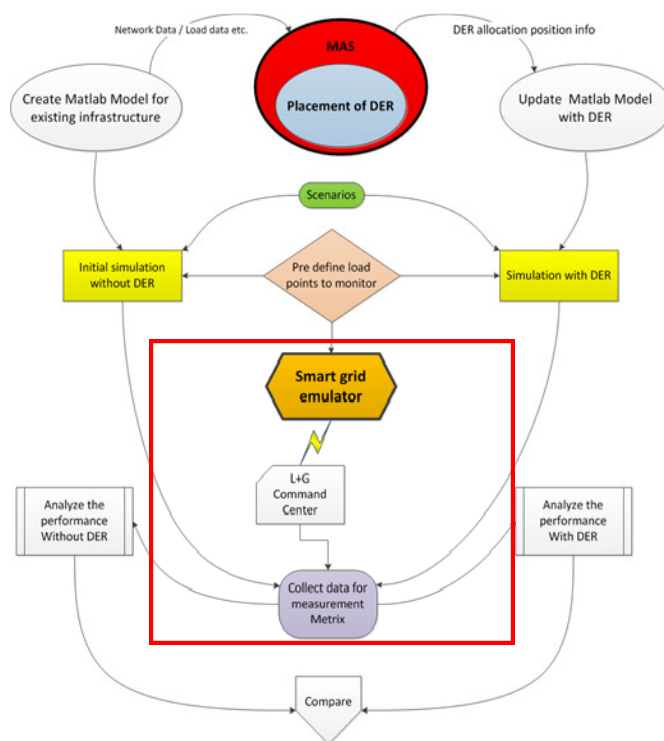 Network Data / Load data etc.
DER allocation position info
MAS
Placement of DER
Create Matlab Model for
existing infrastructure
Update Matlab Model
with DER
Scenarios
Initial simulation
without DER
Pre define load
points to monitor
Simulation with DER
Smart grid
emulator
L+G
Command
Center
Analyze the
performance
Without DER
Analyze the
performance
With DER
Collect data for
measurement
Metrix
Compare